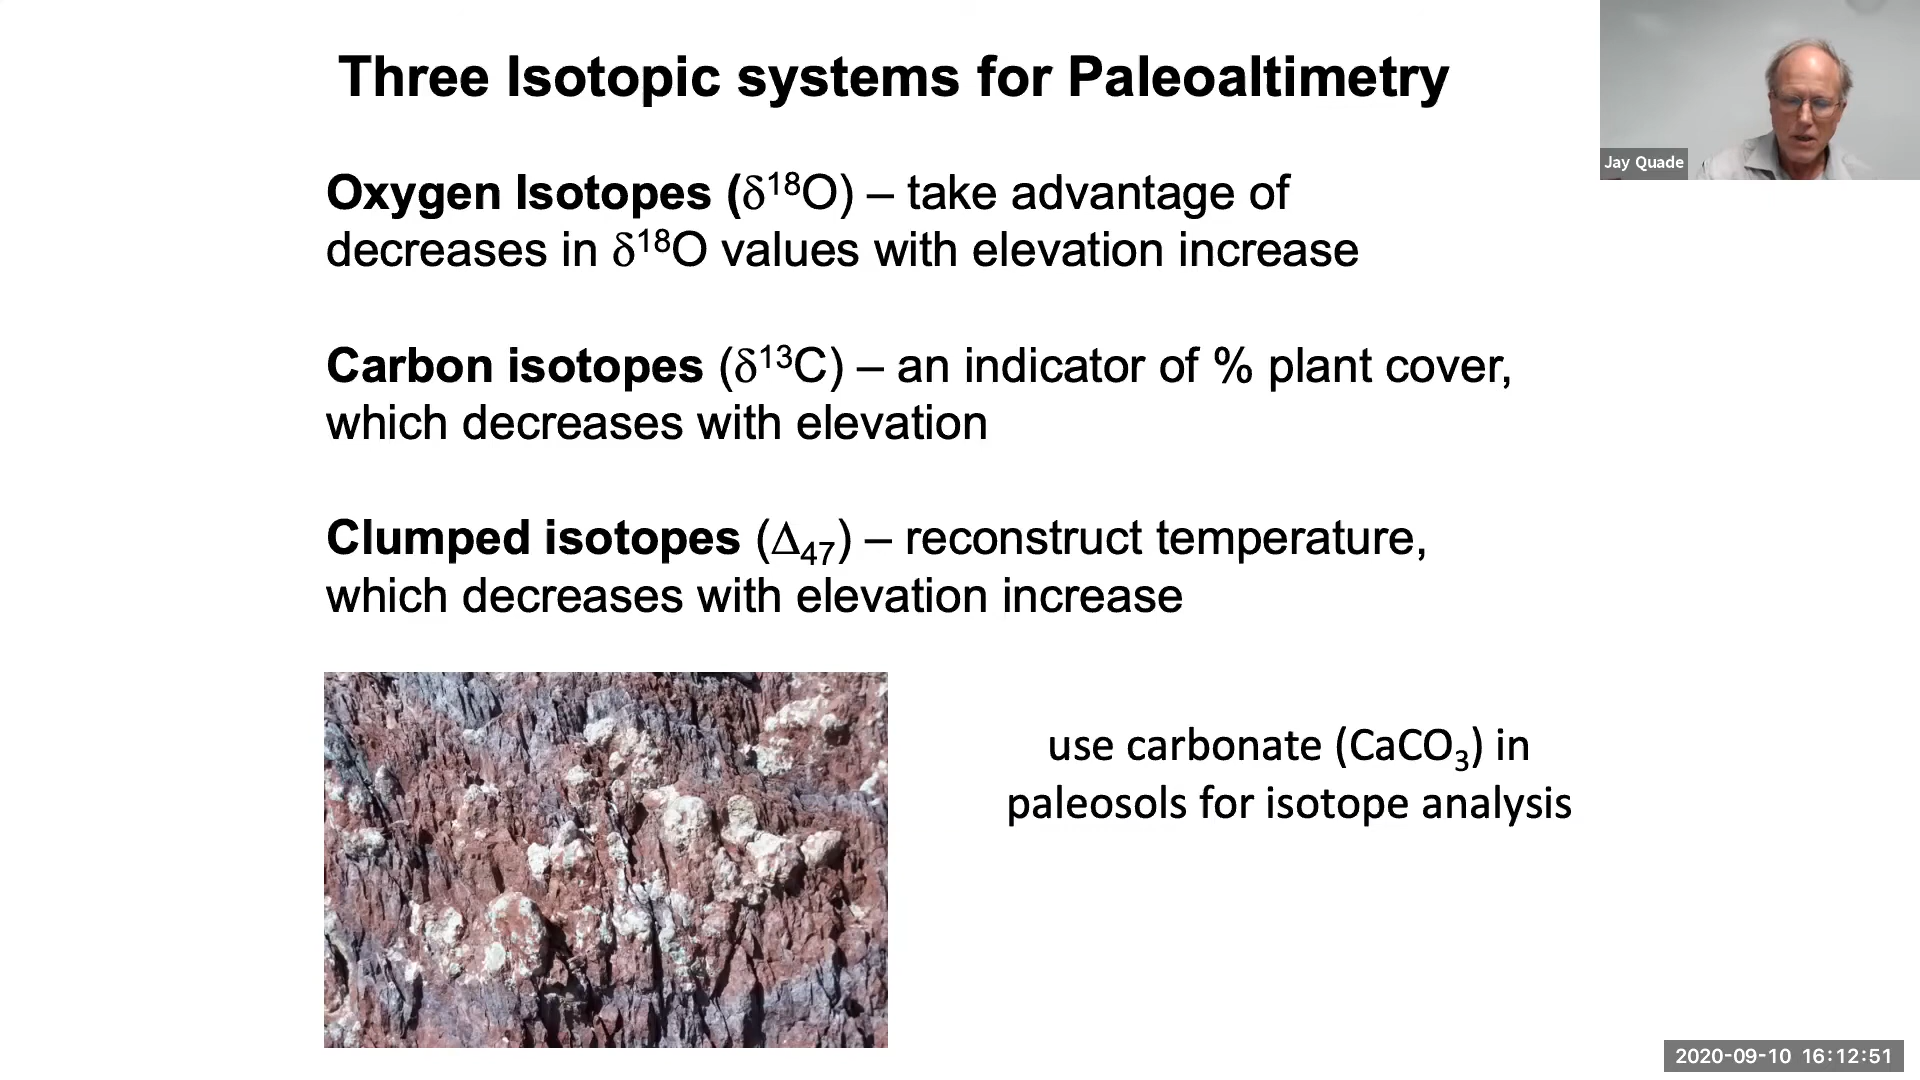 Three Isotopic systems for Paleoaltimetry
Jay Quade
Oxygen Isotopes (δ¹⁸O) – take advantage of
decreases in δ¹⁸O values with elevation increase
Carbon isotopes (δ¹³C) – an indicator of % plant cover,
which decreases with elevation
Clumped isotopes (Δ₄₇) – reconstruct temperature,
which decreases with elevation increase
use carbonate (CaCO₃) in
paleosols for isotope analysis
2020-09-10 16:12:51